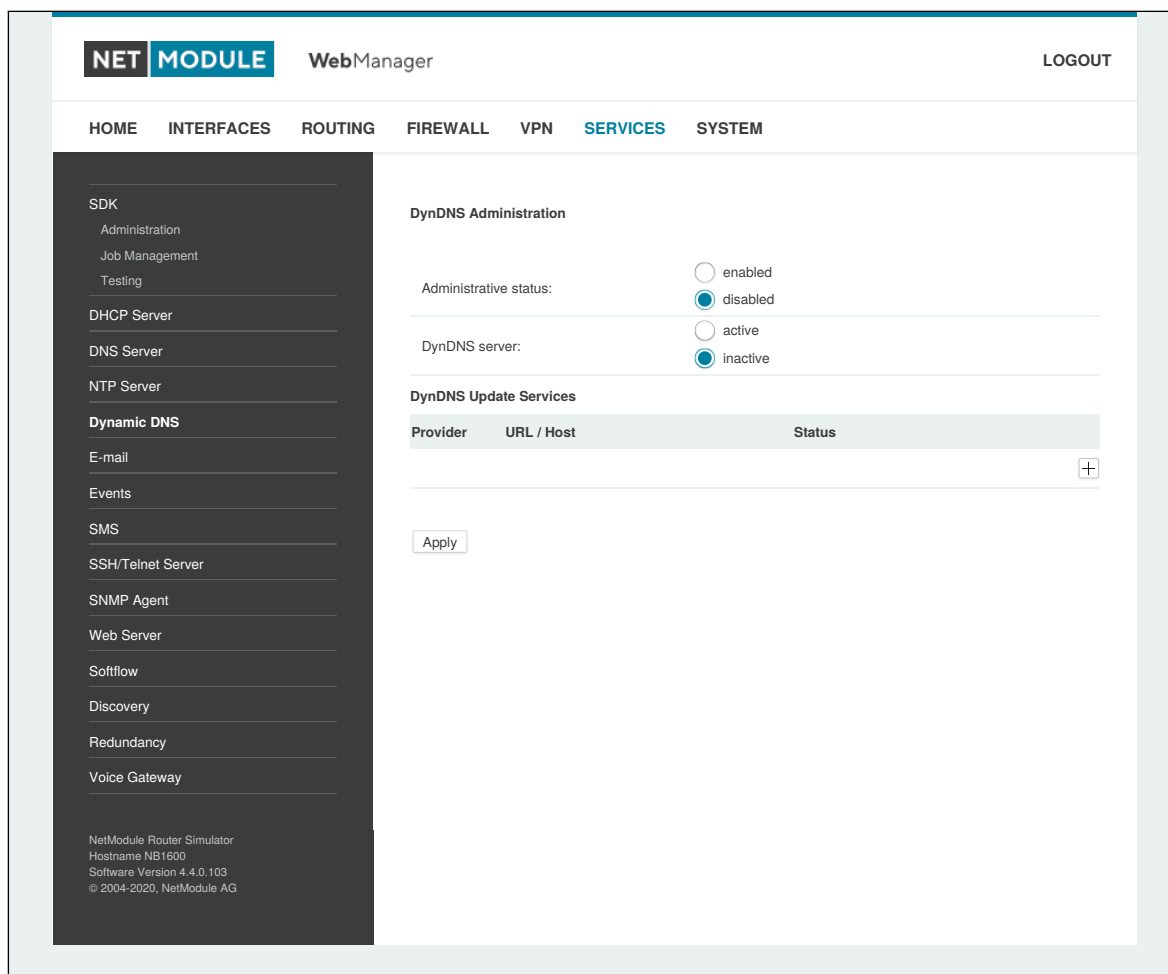 NET MODULE WebManager LOGOUT
HOME INTERFACES ROUTING FIREWALL VPN SERVICES SYSTEM
SDK
Administration
Job Management
Testing
DHCP Server
DNS Server
NTP Server
Dynamic DNS
E-mail
Events
SMS
SSH/Telnet Server
SNMP Agent
Web Server
Softflow
Discovery
Redundancy
Voice Gateway
NetModule Router Simulator
Hostname NB1600
Software Version 4.4.0.103
© 2004-2020, NetModule AG
DynDNS Administration
Administrative status:
enabled
disabled
DynDNS server:
active
inactive
DynDNS Update Services
Provider URL / Host Status
Apply